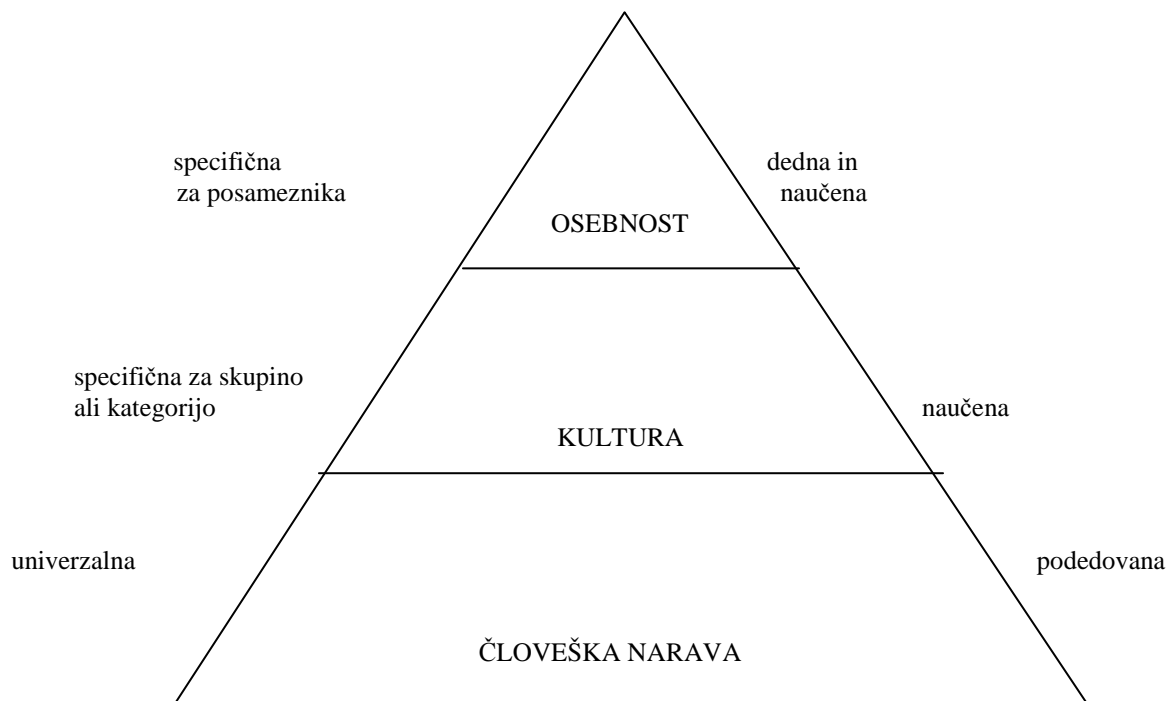 specifična
za posameznika
dedna in
naučena
OSEBNOST
specifična za skupino
ali kategorijo
naučena
KULTURA
univerzalna
podedovana
ČLOVEŠKA NARAVA